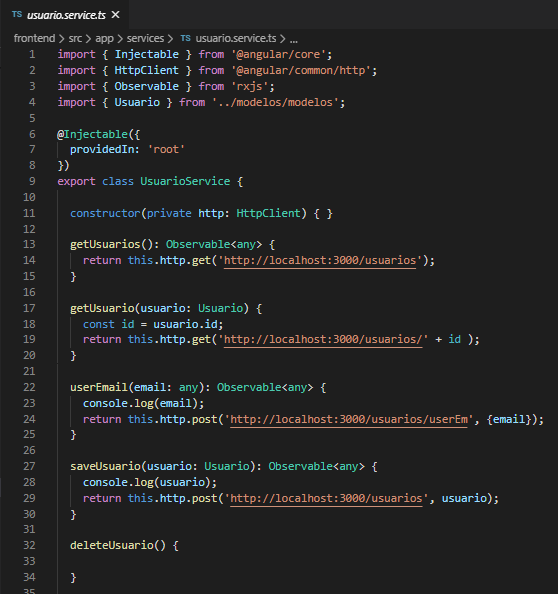 TS usuario.service.ts ×
frontend > src > app > services > TS usuario.service.ts > ...
1 import { Injectable } from '@angular/core';
2 import { HttpClient } from '@angular/common/http';
3 import { Observable } from 'rxjs';
4 import { Usuario } from '../modelos/modelos';
5
6 @Injectable({
7   providedIn: 'root'
8 })
9 export class UsuarioService {
10
11   constructor(private http: HttpClient) { }
12
13   getUsuarios(): Observable<any> {
14     return this.http.get('http://localhost:3000/usuarios');
15   }
16
17   getUsuario(usuario: Usuario) {
18     const id = usuario.id;
19     return this.http.get('http://localhost:3000/usuarios/' + id );
20   }
21
22   userEmail(email: any): Observable<any> {
23     console.log(email);
24     return this.http.post('http://localhost:3000/usuarios/userEm', {email});
25   }
26
27   saveUsuario(usuario: Usuario): Observable<any> {
28     console.log(usuario);
29     return this.http.post('http://localhost:3000/usuarios', usuario);
30   }
31
32   deleteUsuario() {
33
34   }
35